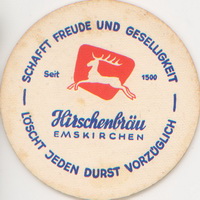 SCHAFFT FREUDE UND GESELLIGKEIT
Seit 1500
Hirschenbräu
EMSKIRCHEN
LÖSCHT JEDEN DURST VORZÜGLICH